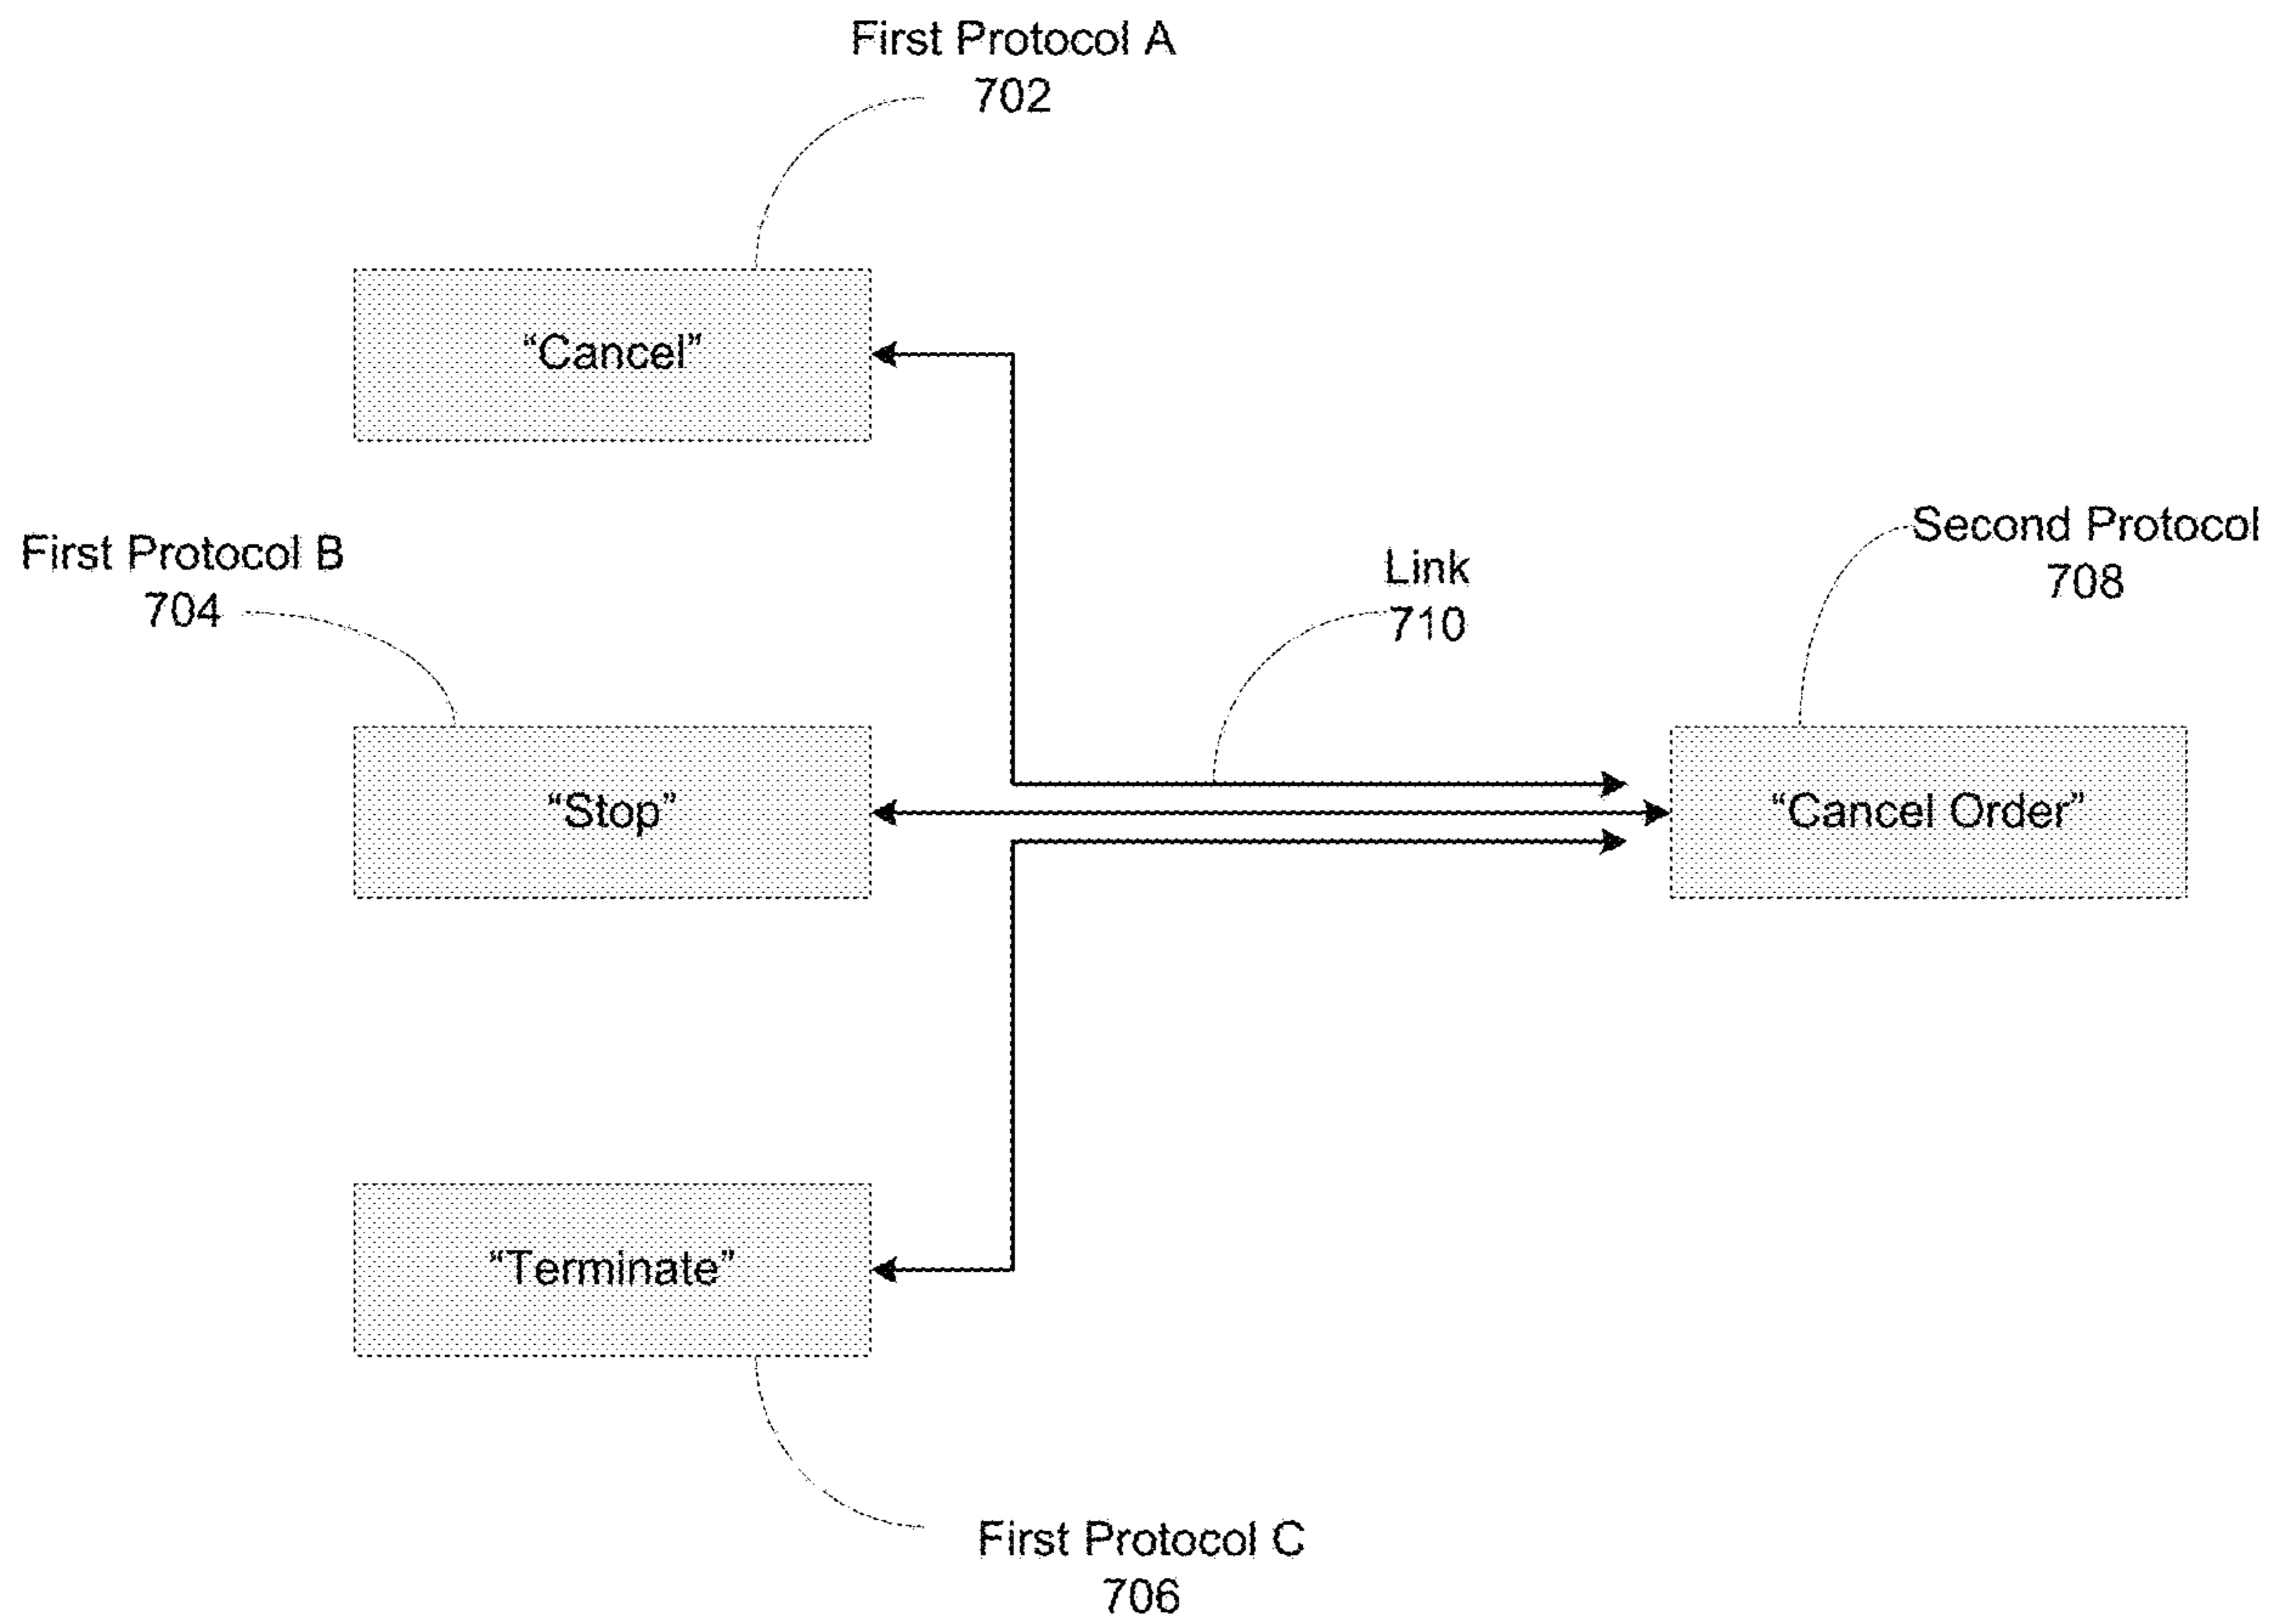 First Protocol A
702
“Cancel”
First Protocol B
704
Link
710
Second Protocol
708
“Stop”
“Cancel Order”
“Terminate”
First Protocol C
706